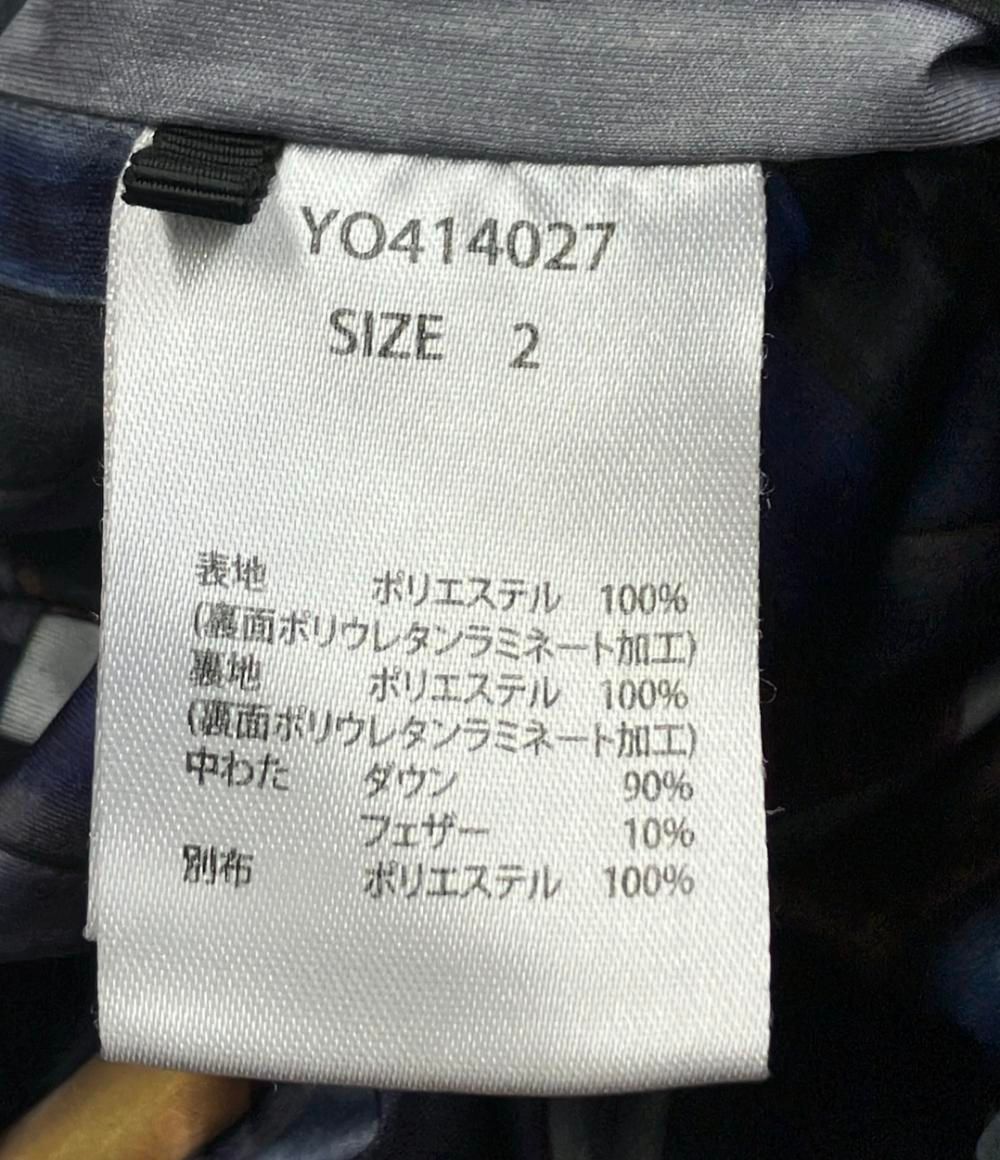 YO414027
SIZE 2
表地 ポリエステル 100%
(裏面ポリウレタンラミネート加工)
裏地 ポリエステル 100%
(裏面ポリウレタンラミネート加工)
中わた ダウン 90%
フェザー 10%
別布 ポリエステル 100%